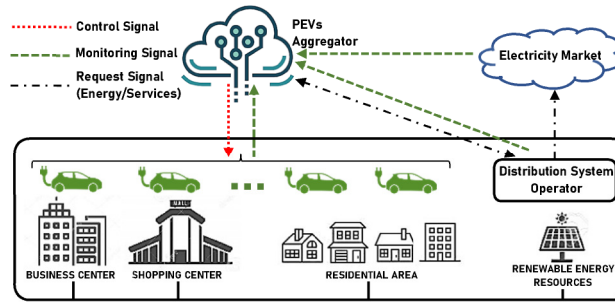 Control Signal
Monitoring Signal
Request Signal
(Energy/Services)
PEVs
Aggregator
Electricity Market
Distribution System
Operator
MALL
BUSINESS CENTER
SHOPPING CENTER
RESIDENTIAL AREA
RENEWABLE ENERGY
RESOURCES